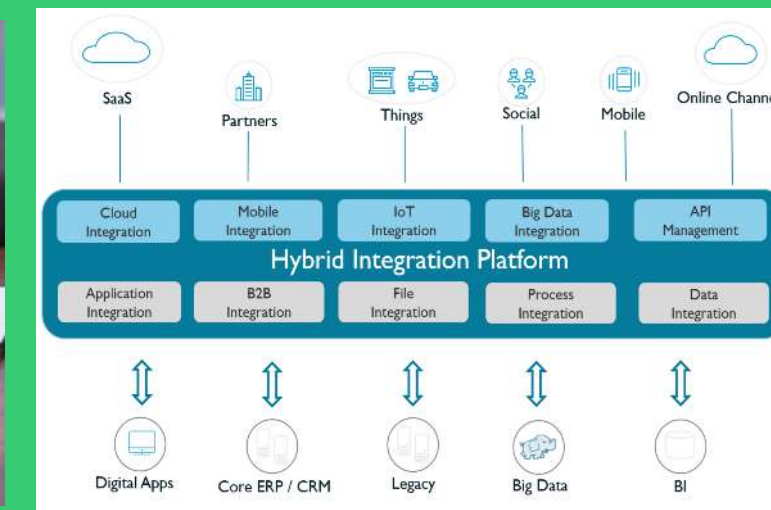 SaaS
Partners
Things
Social
Mobile
Online Channe
Cloud
Integration
Mobile
Integration
IoT
Integration
Big Data
Integration
API
Management
Hybrid Integration Platform
Application
Integration
B2B
Integration
File
Integration
Process
Integration
Data
Integration
Digital Apps
Core ERP / CRM
Legacy
Big Data
BI